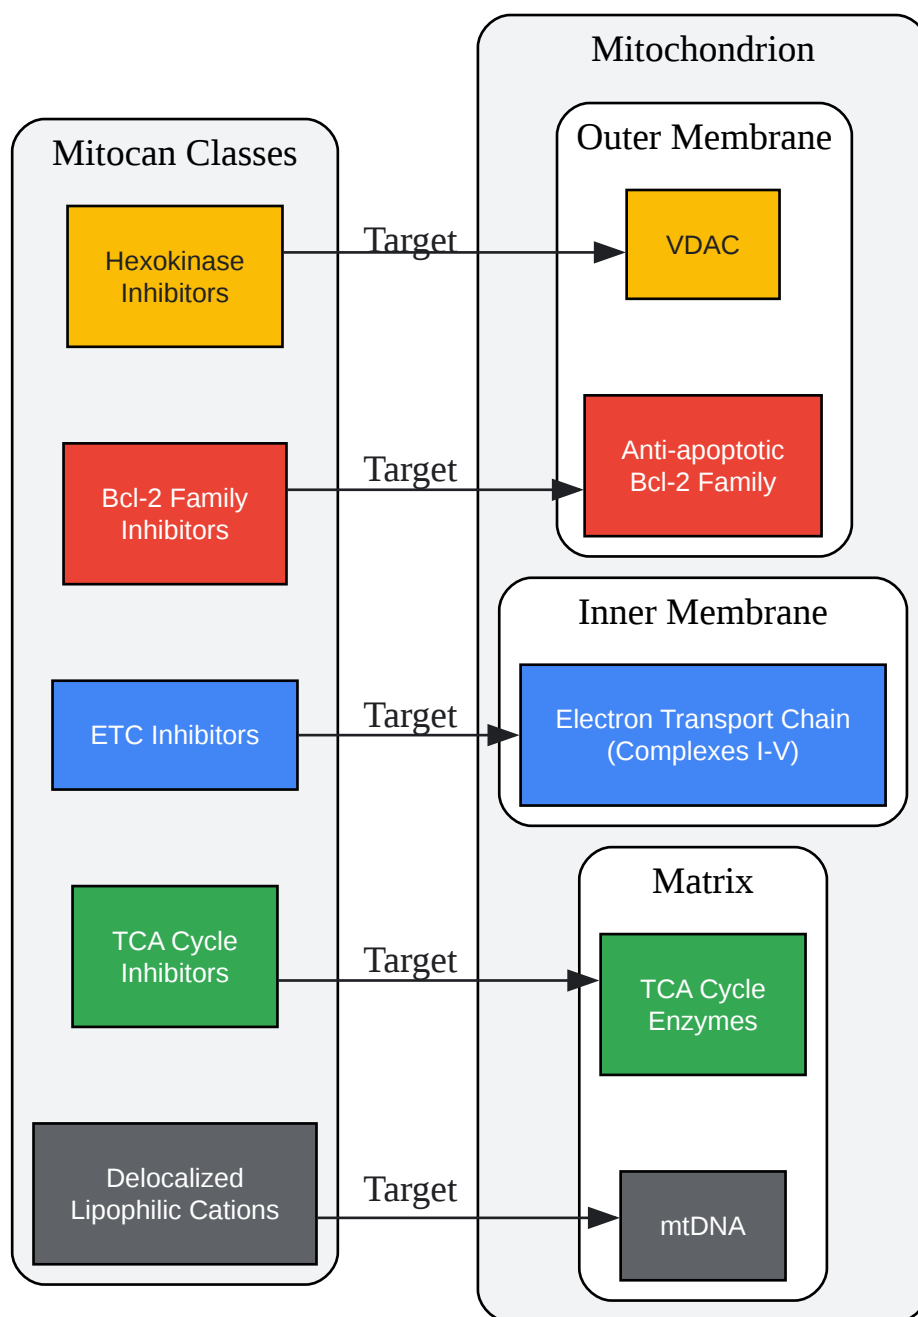 Mitochondrion
Mitocan Classes
Outer Membrane
Hexokinase
Inhibitors
Target
VDAC
Bcl-2 Family
Inhibitors
Target
Anti-apoptotic
Bcl-2 Family
Inner Membrane
ETC Inhibitors
Target
Electron Transport Chain
(Complexes I-V)
Matrix
TCA Cycle
Inhibitors
Target
TCA Cycle
Enzymes
Delocalized
Lipophilic Cations
Target
mtDNA